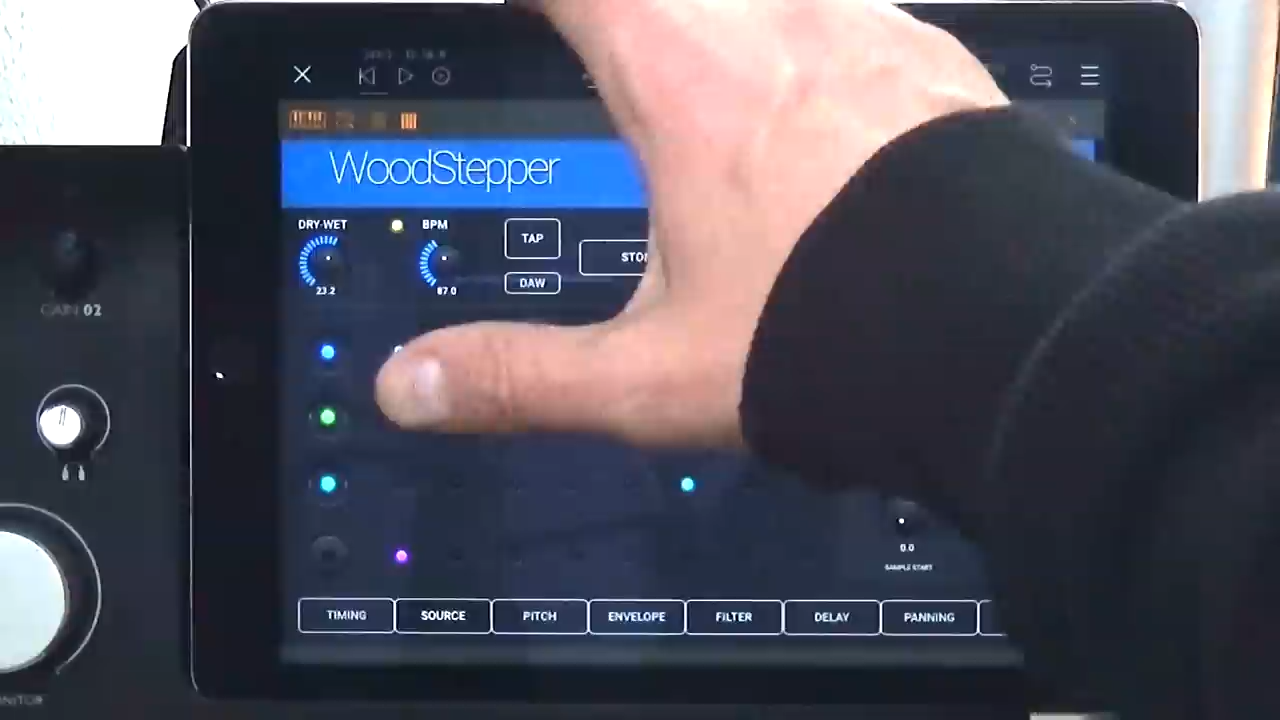 WoodStepper
DRY-WET
BPM
TAP
DAW
23.2
87.0
GAIN 02
0.0
SAMPLE START
TIMING
SOURCE
PITCH
ENVELOPE
FILTER
DELAY
PANNING